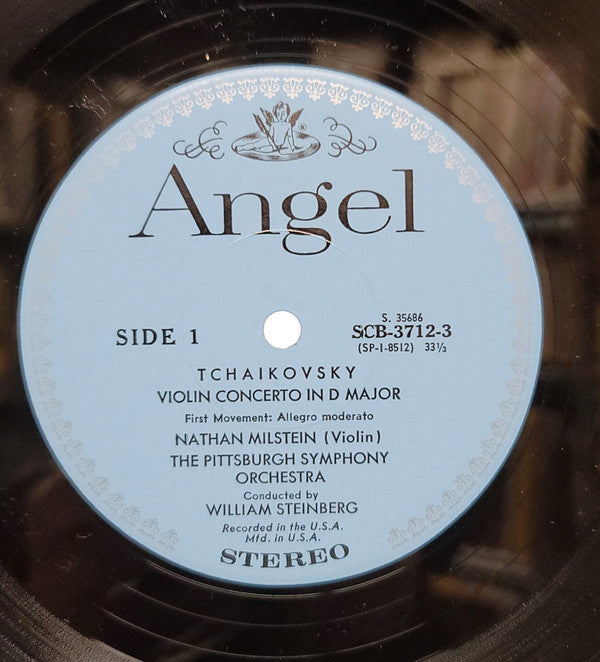 ®
Angel
SIDE 1
S. 35686
SCB-3712-3
(SP-1-8512) 33⅓
TCHAIKOVSKY
VIOLIN CONCERTO IN D MAJOR
First Movement: Allegro moderato
NATHAN MILSTEIN (Violin)
THE PITTSBURGH SYMPHONY
ORCHESTRA
Conducted by
WILLIAM STEINBERG
Recorded in the U.S.A.
Mfd. in U.S.A.
STEREO